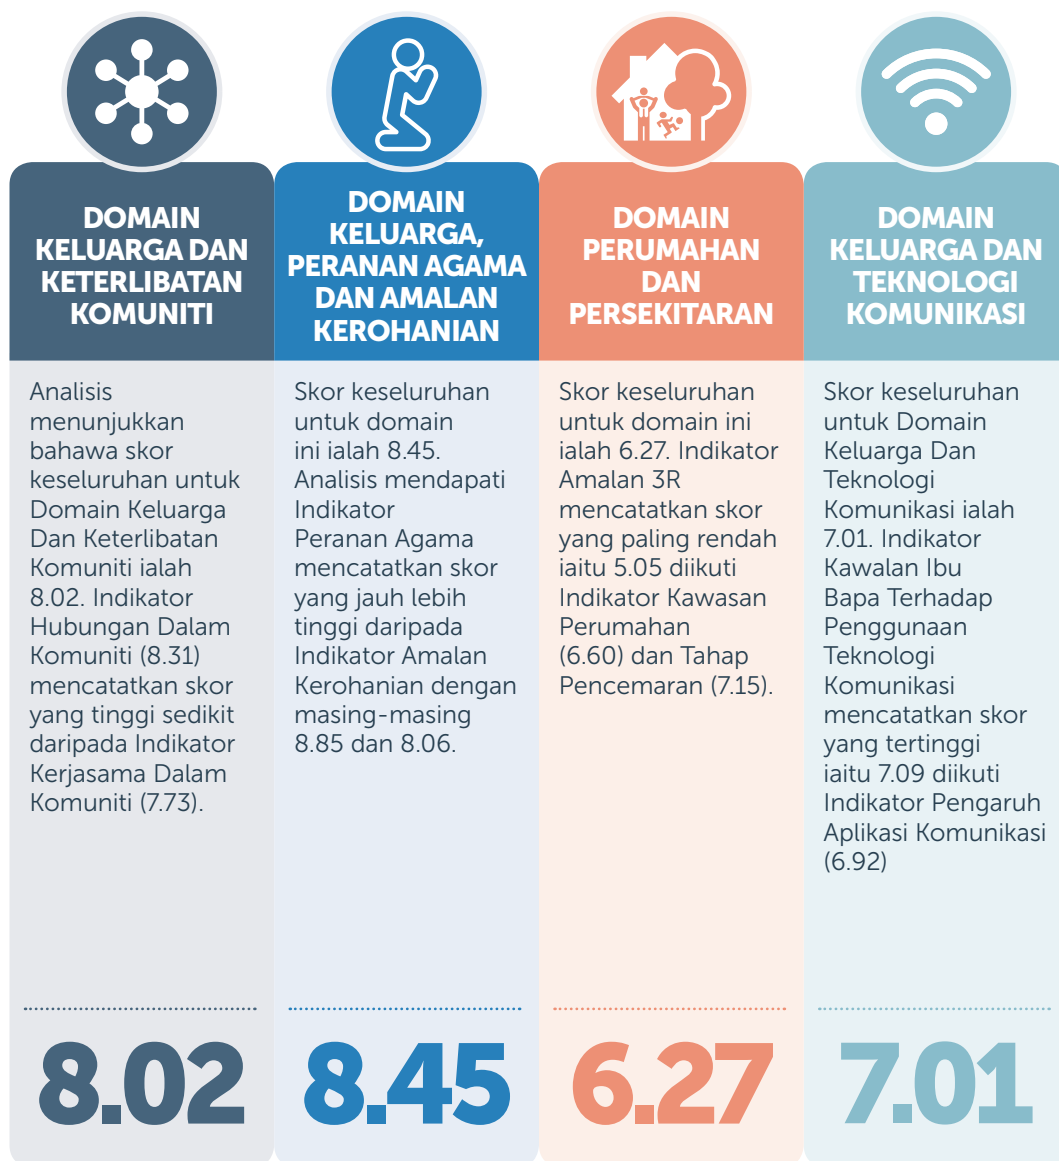 DOMAIN
KELUARGA DAN
KETERLIBATAN
KOMUNITI
Analisis
menunjukkan
bahawa skor
keseluruhan untuk
Domain Keluarga
Dan Keterlibatan
Komuniti ialah
8.02. Indikator
Hubungan Dalam
Komuniti (8.31)
mencatatkan skor
yang tinggi sedikit
daripada Indikator
Kerjasama Dalam
Komuniti (7.73).
8.02
DOMAIN
KELUARGA,
PERANAN AGAMA
DAN AMALAN
KEROHANIAN
Skor keseluruhan
untuk domain
ini ialah 8.45.
Analisis mendapati
Indikator
Peranan Agama
mencatatkan skor
yang jauh lebih
tinggi daripada
Indikator Amalan
Kerohanian dengan
masing-masing
8.85 dan 8.06.
8.45
DOMAIN
PERUMAHAN
DAN
PERSEKITARAN
Skor keseluruhan
untuk domain ini
ialah 6.27. Indikator
Amalan 3R
mencatatkan skor
yang paling rendah
iaitu 5.05 diikuti
Indikator Kawasan
Perumahan
(6.60) dan Tahap
Pencemaran (7.15).
6.27
DOMAIN
KELUARGA DAN
TEKNOLOGI
KOMUNIKASI
Skor keseluruhan
untuk Domain
Keluarga Dan
Teknologi
Komunikasi ialah
7.01. Indikator
Kawalan Ibu
Bapa Terhadap
Penggunaan
Teknologi
Komunikasi
mencatatkan skor
yang tertinggi
iaitu 7.09 diikuti
Indikator Pengaruh
Aplikasi Komunikasi
(6.92)
7.01